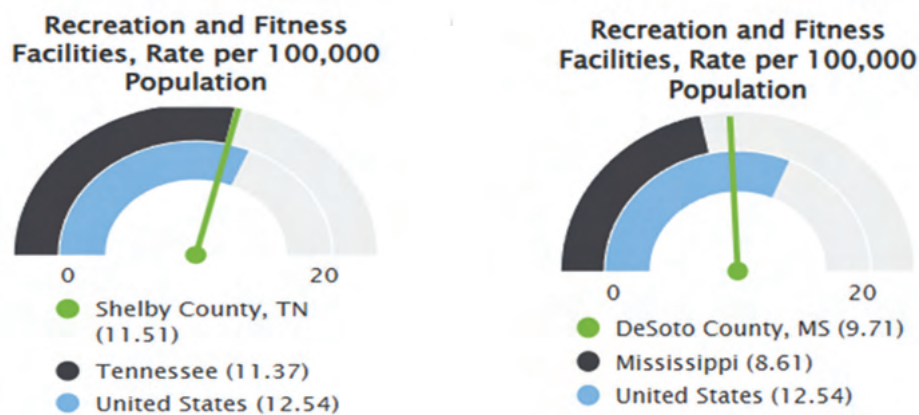 Recreation and Fitness
Facilities, Rate per 100,000
Population
0
20
Shelby County, TN
(11.51)
Tennessee (11.37)
United States (12.54)
Recreation and Fitness
Facilities, Rate per 100,000
Population
0
20
DeSoto County, MS (9.71)
Mississippi (8.61)
United States (12.54)